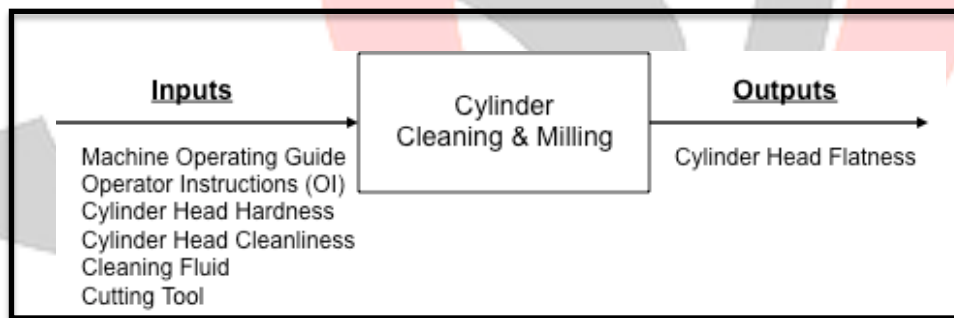 Inputs
Machine Operating Guide
Operator Instructions (OI)
Cylinder Head Hardness
Cylinder Head Cleanliness
Cleaning Fluid
Cutting Tool
Cylinder
Cleaning & Milling
Outputs
Cylinder Head Flatness